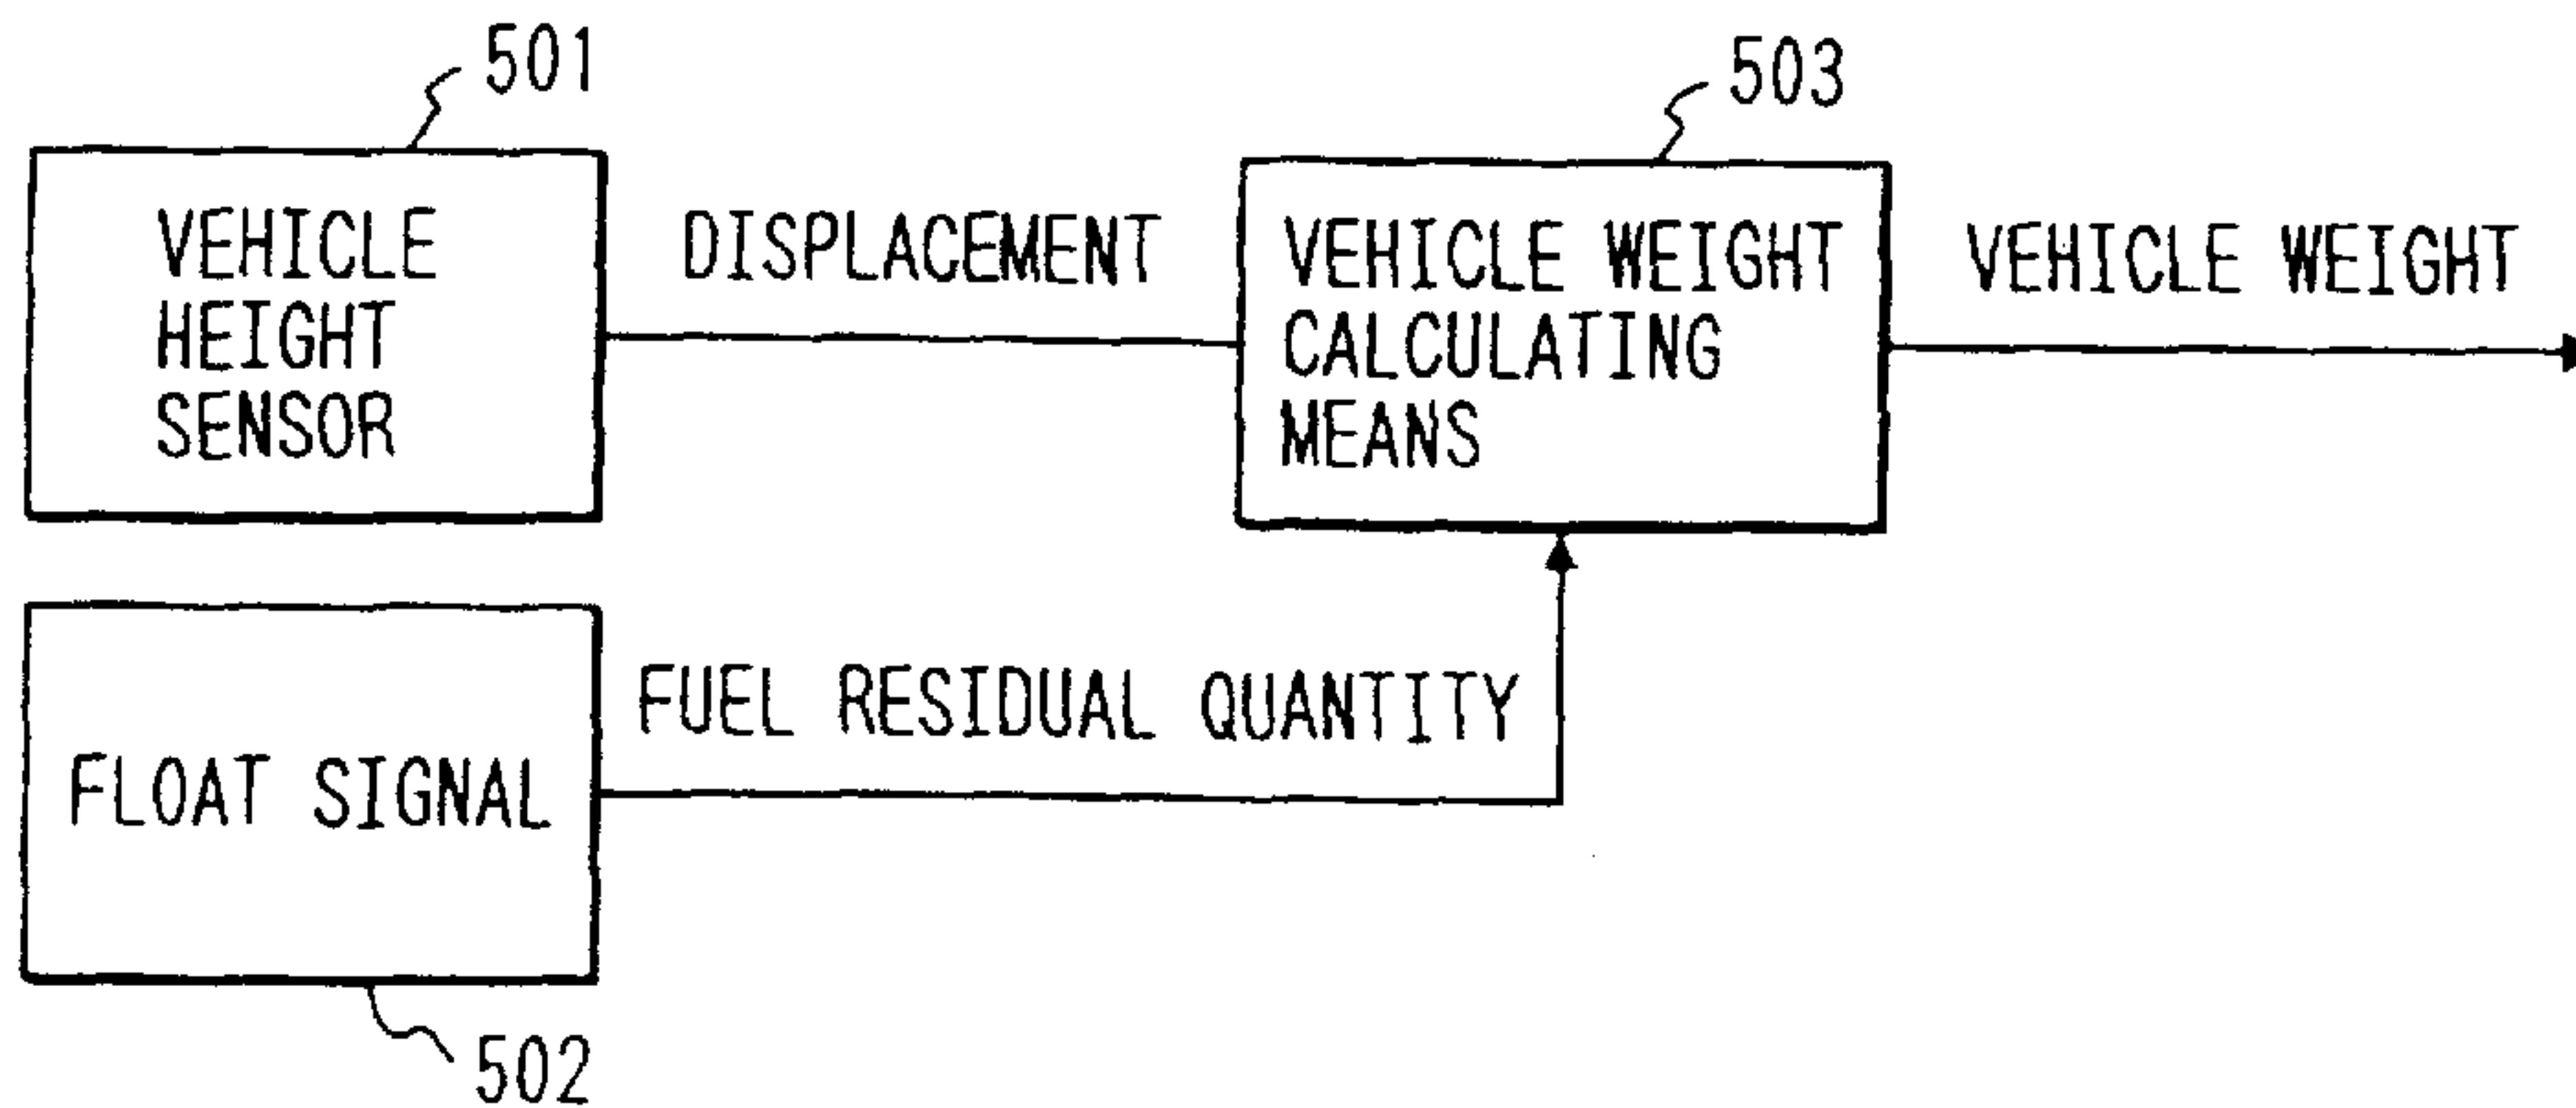 501
503
VEHICLE
HEIGHT
SENSOR
DISPLACEMENT
VEHICLE WEIGHT
CALCULATING
MEANS
VEHICLE WEIGHT
FLOAT SIGNAL
FUEL RESIDUAL QUANTITY
502